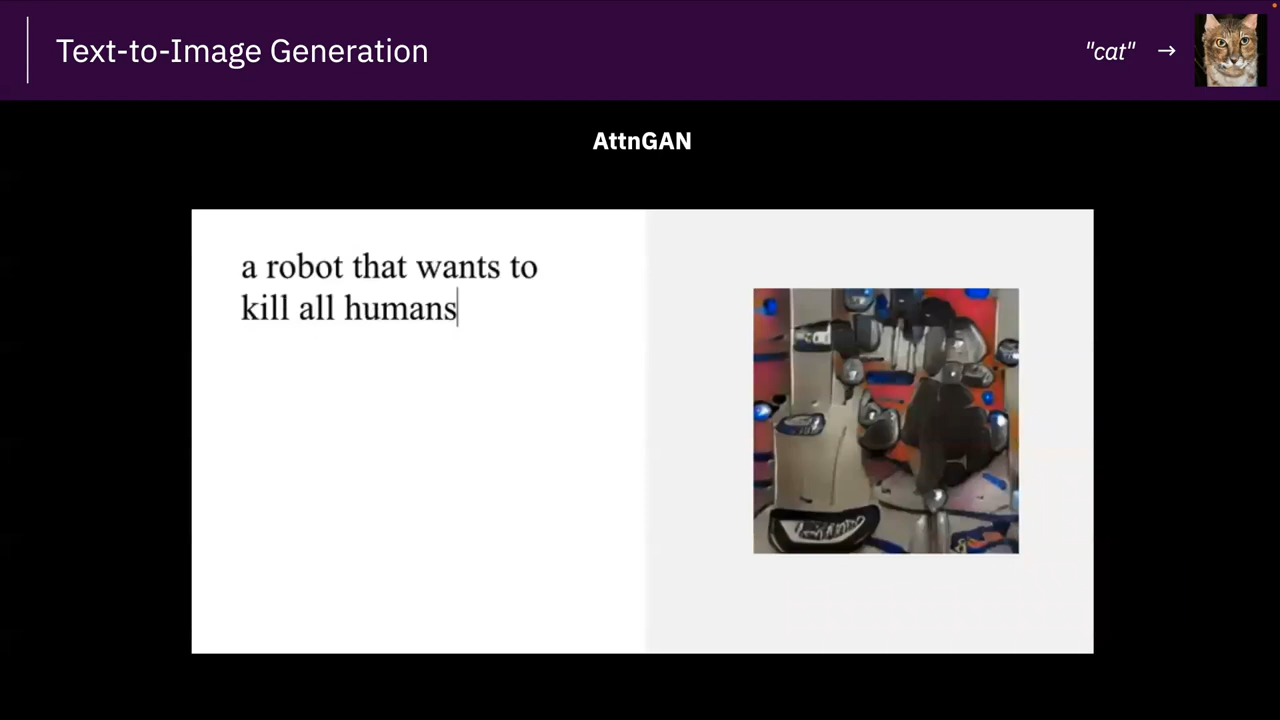 Text-to-Image Generation
"cat" →
AttnGAN
a robot that wants to
kill all humans